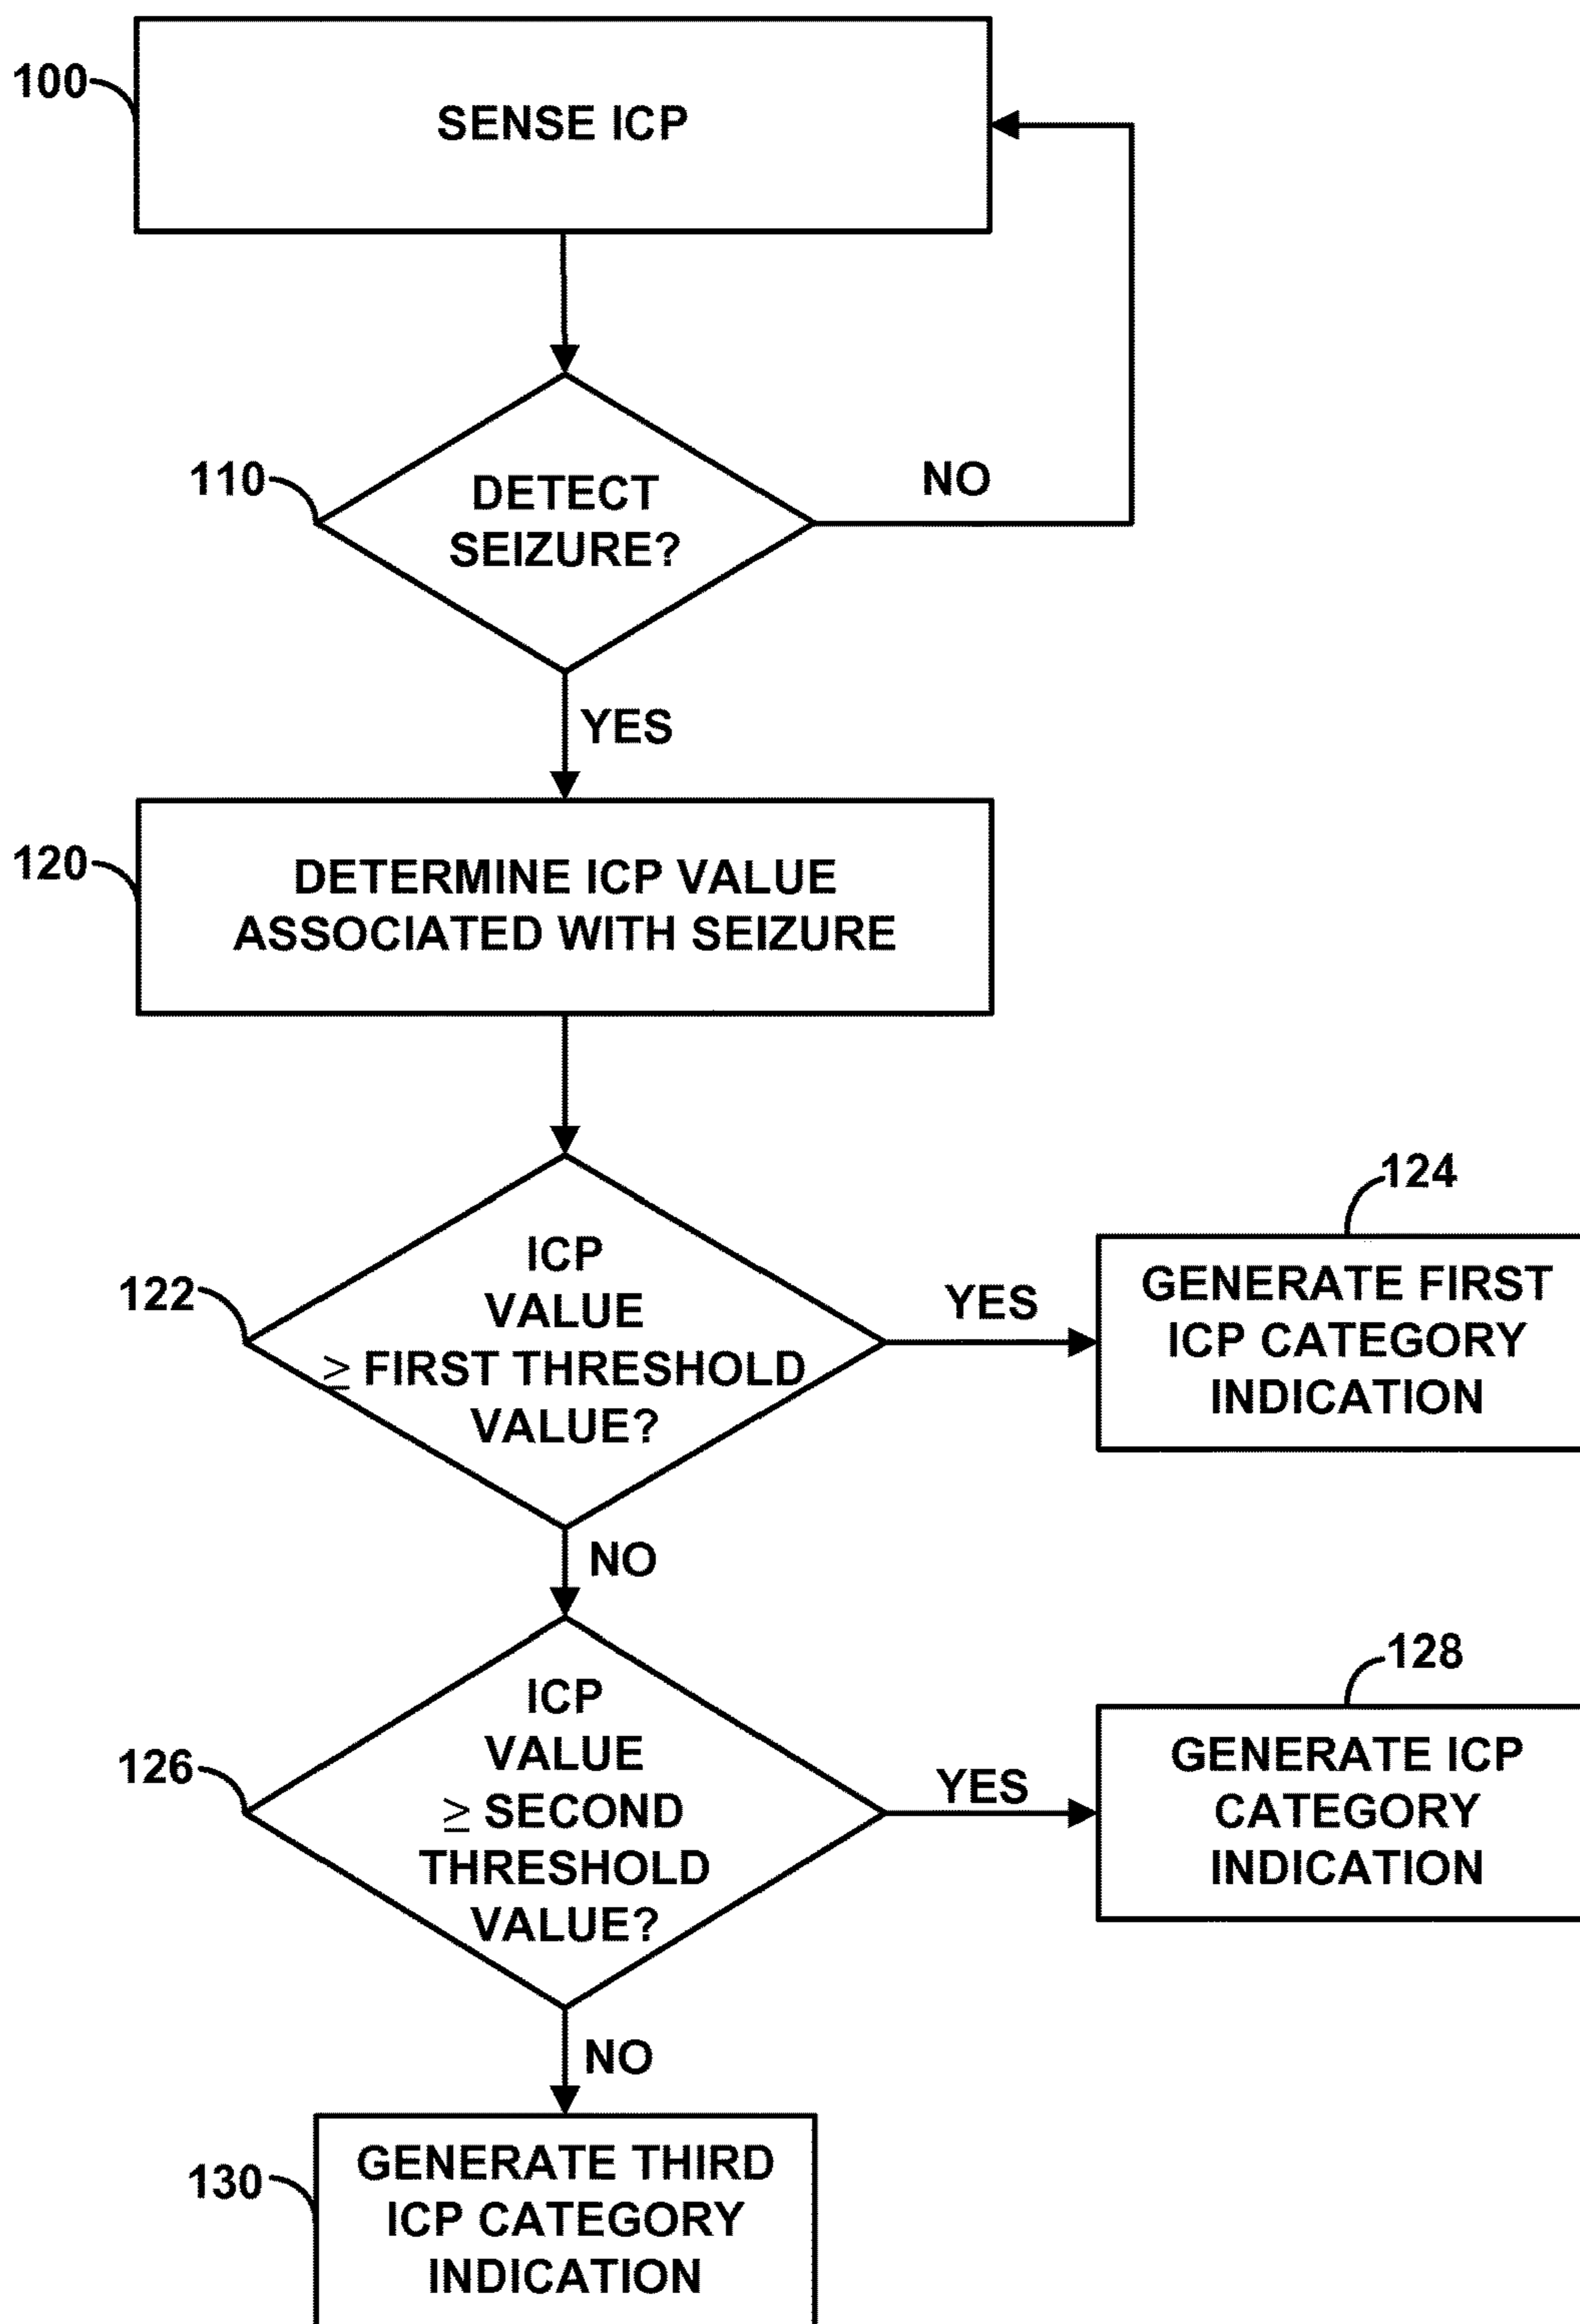 100
SENSE ICP
110
DETECT
SEIZURE?
NO
YES
120
DETERMINE ICP VALUE
ASSOCIATED WITH SEIZURE
122
ICP
VALUE
≥ FIRST THRESHOLD
VALUE?
YES
124
GENERATE FIRST
ICP CATEGORY
INDICATION
NO
126
ICP
VALUE
≥ SECOND
THRESHOLD
VALUE?
YES
128
GENERATE ICP
CATEGORY
INDICATION
NO
130
GENERATE THIRD
ICP CATEGORY
INDICATION